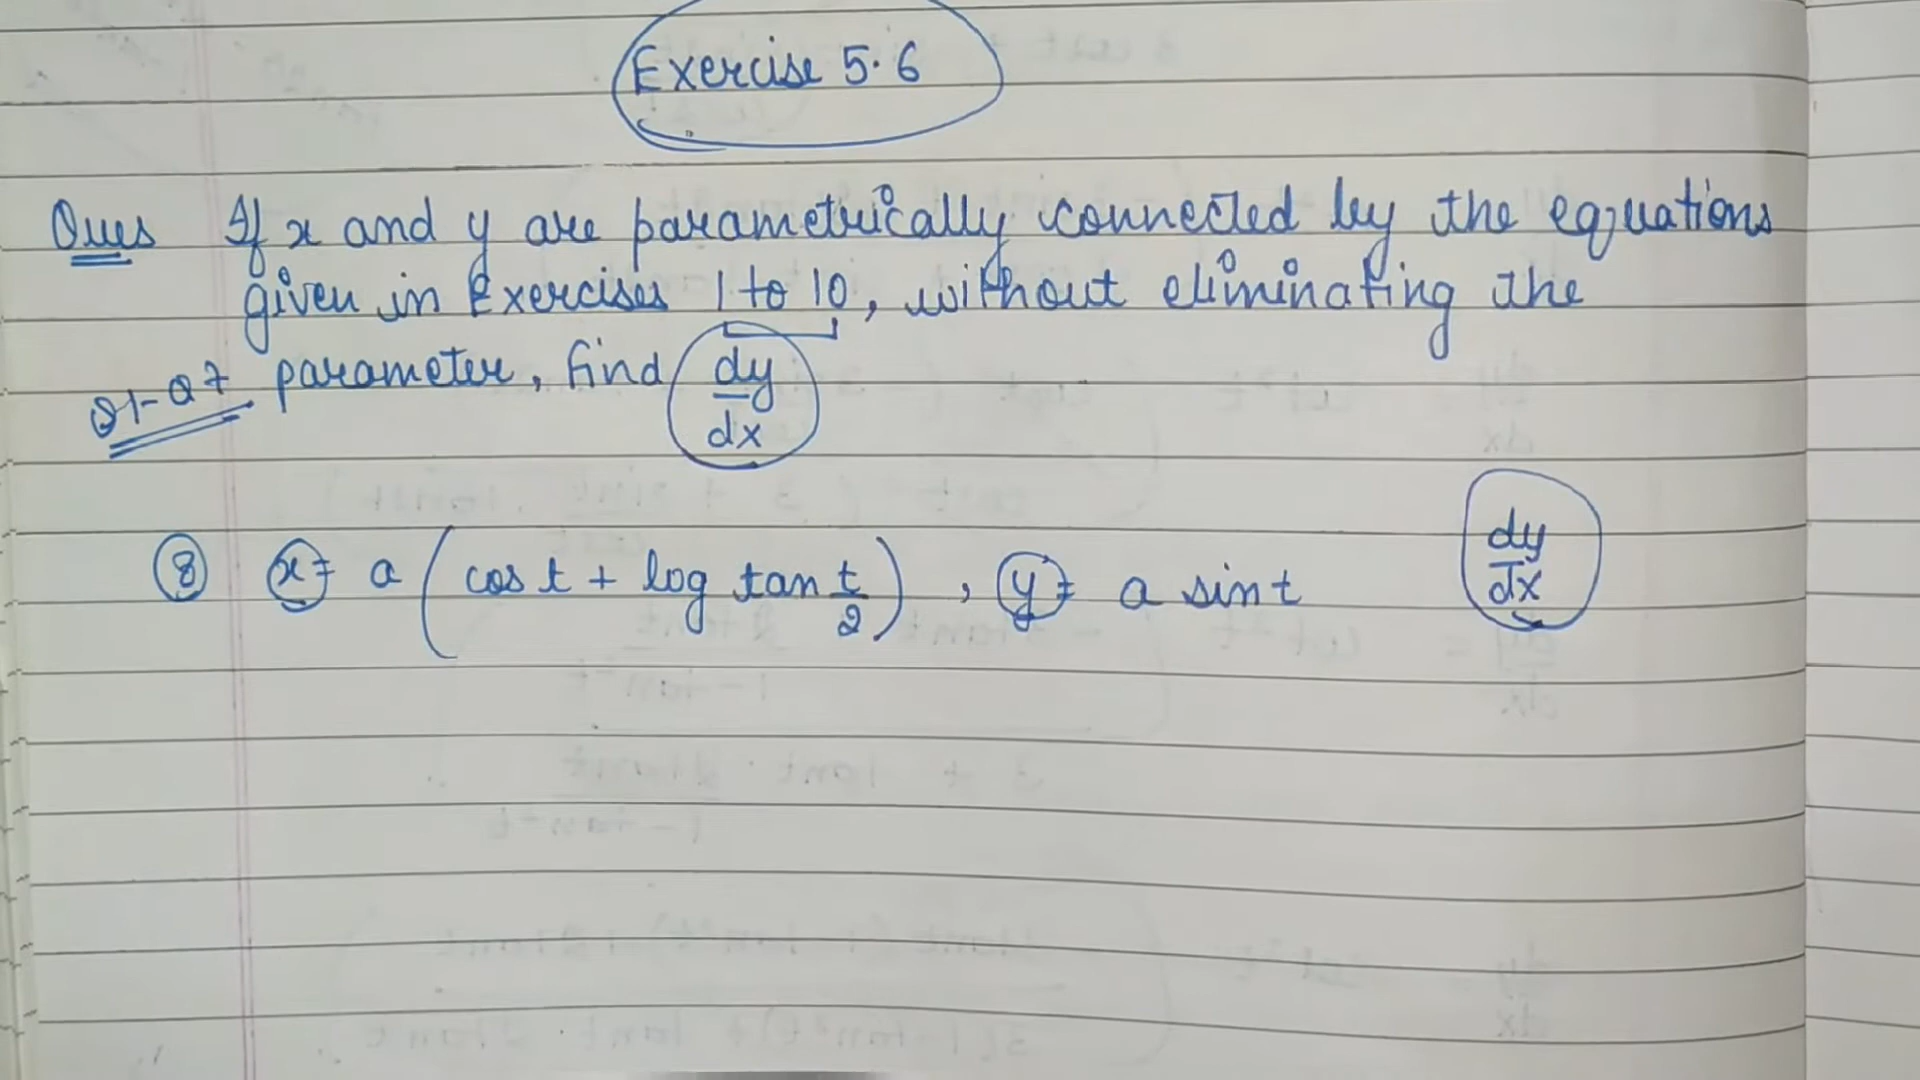 Exercise 5.6
Ques If x and y are parametrically connected by the equations
given in Exercises 1 to 10, without eliminating the
Q1-Q7 parameter, find dy/dx
8 x = a (cos t + log tan t/2), y = a sin t dy/dx